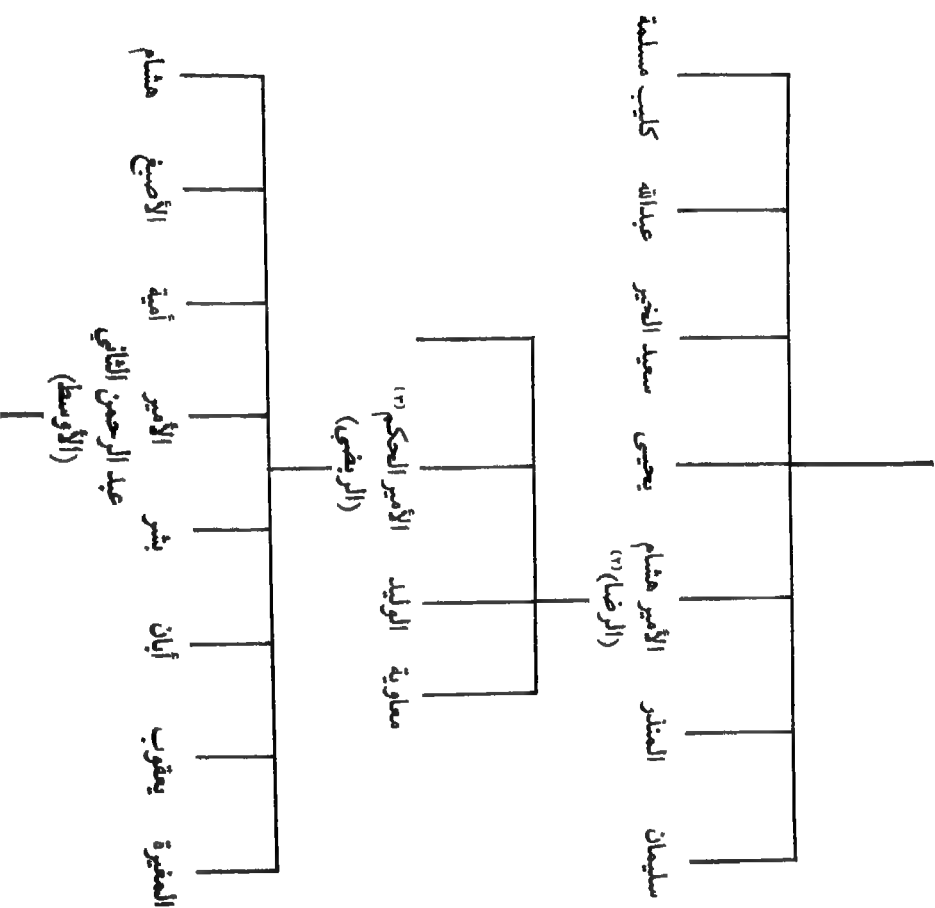 سليمان
المنذر
الأمير هشام
(الرضا)(٢)
يحيى
سعيد الخير
عبدالله
كليب مسلمة
معاوية
الوليد
الأمير الحكم(٣)
(الربضي)
المغيرة
يعقوب
أبان
بشر
الأمير
عبد الرحمن الثاني
(الأوسط)
أمية
الأصبغ
هشام